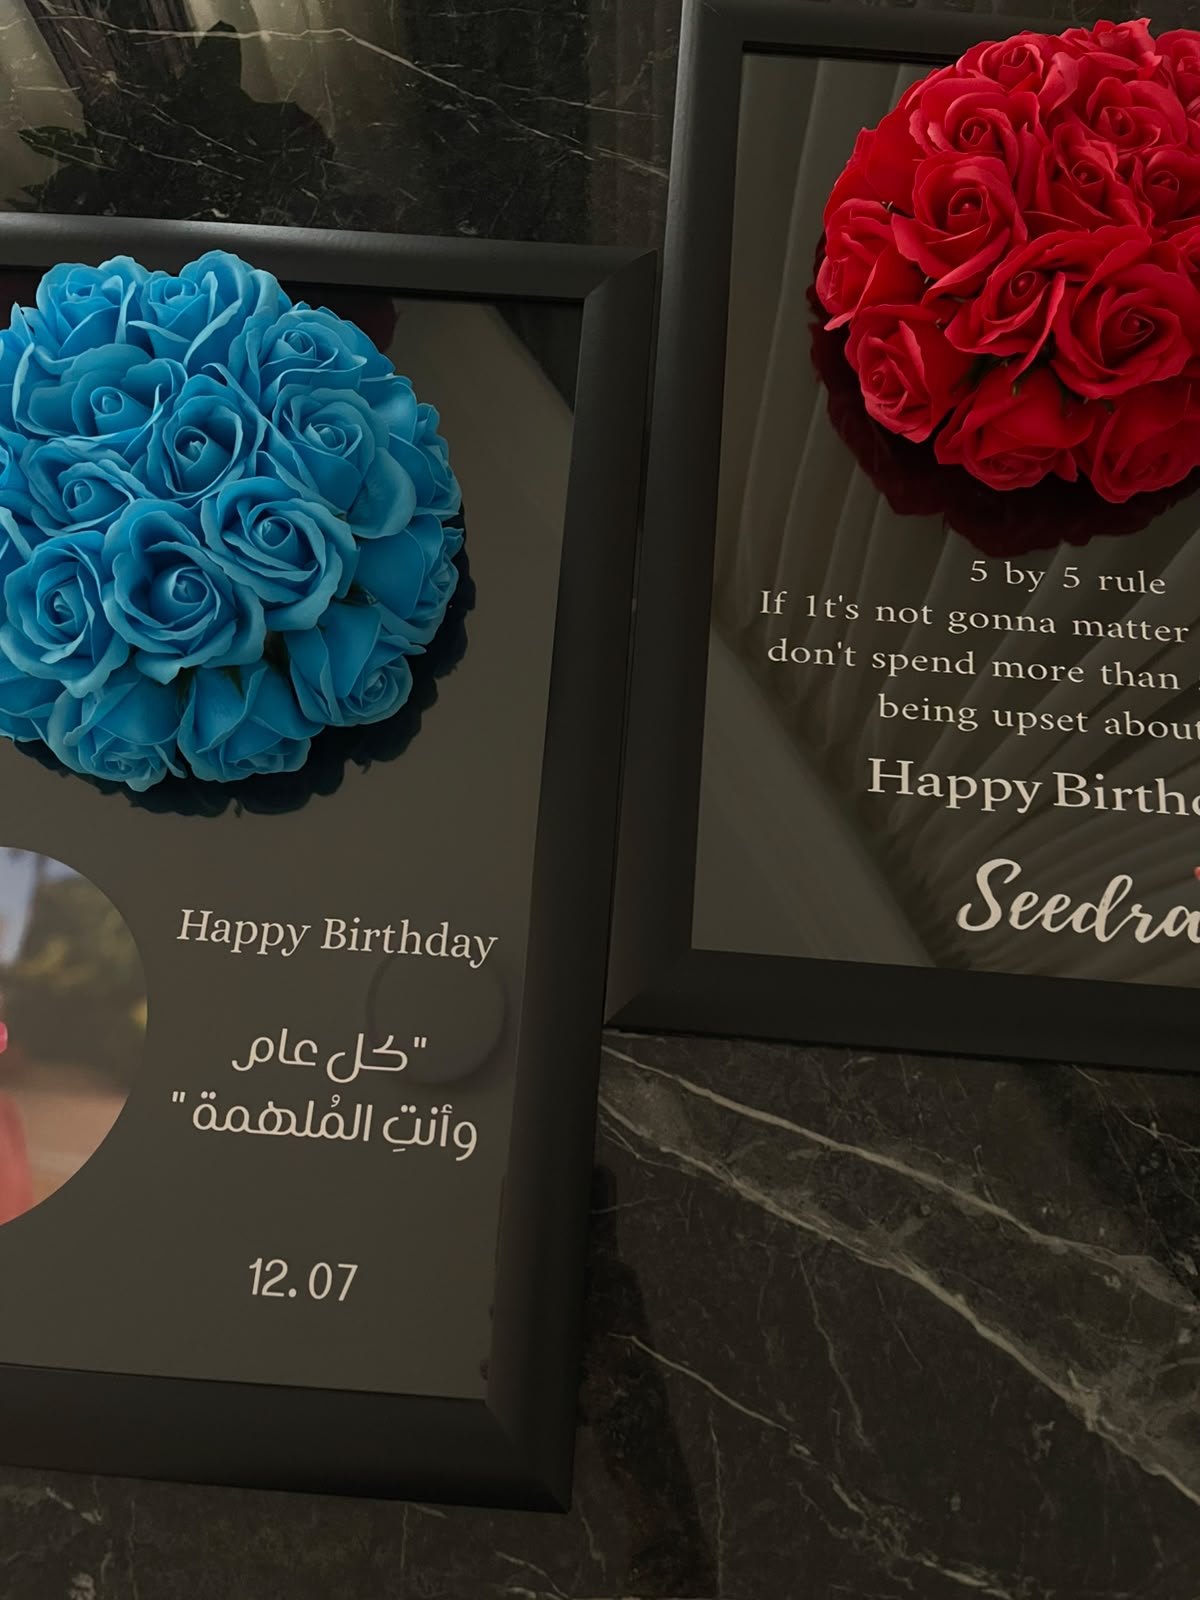 Happy Birthday
"كل عام
وأنتِ المُلهمة"
12.07
5 by 5 rule
If 1t's not gonna matter
don't spend more than
being upset about
Happy
Seedra